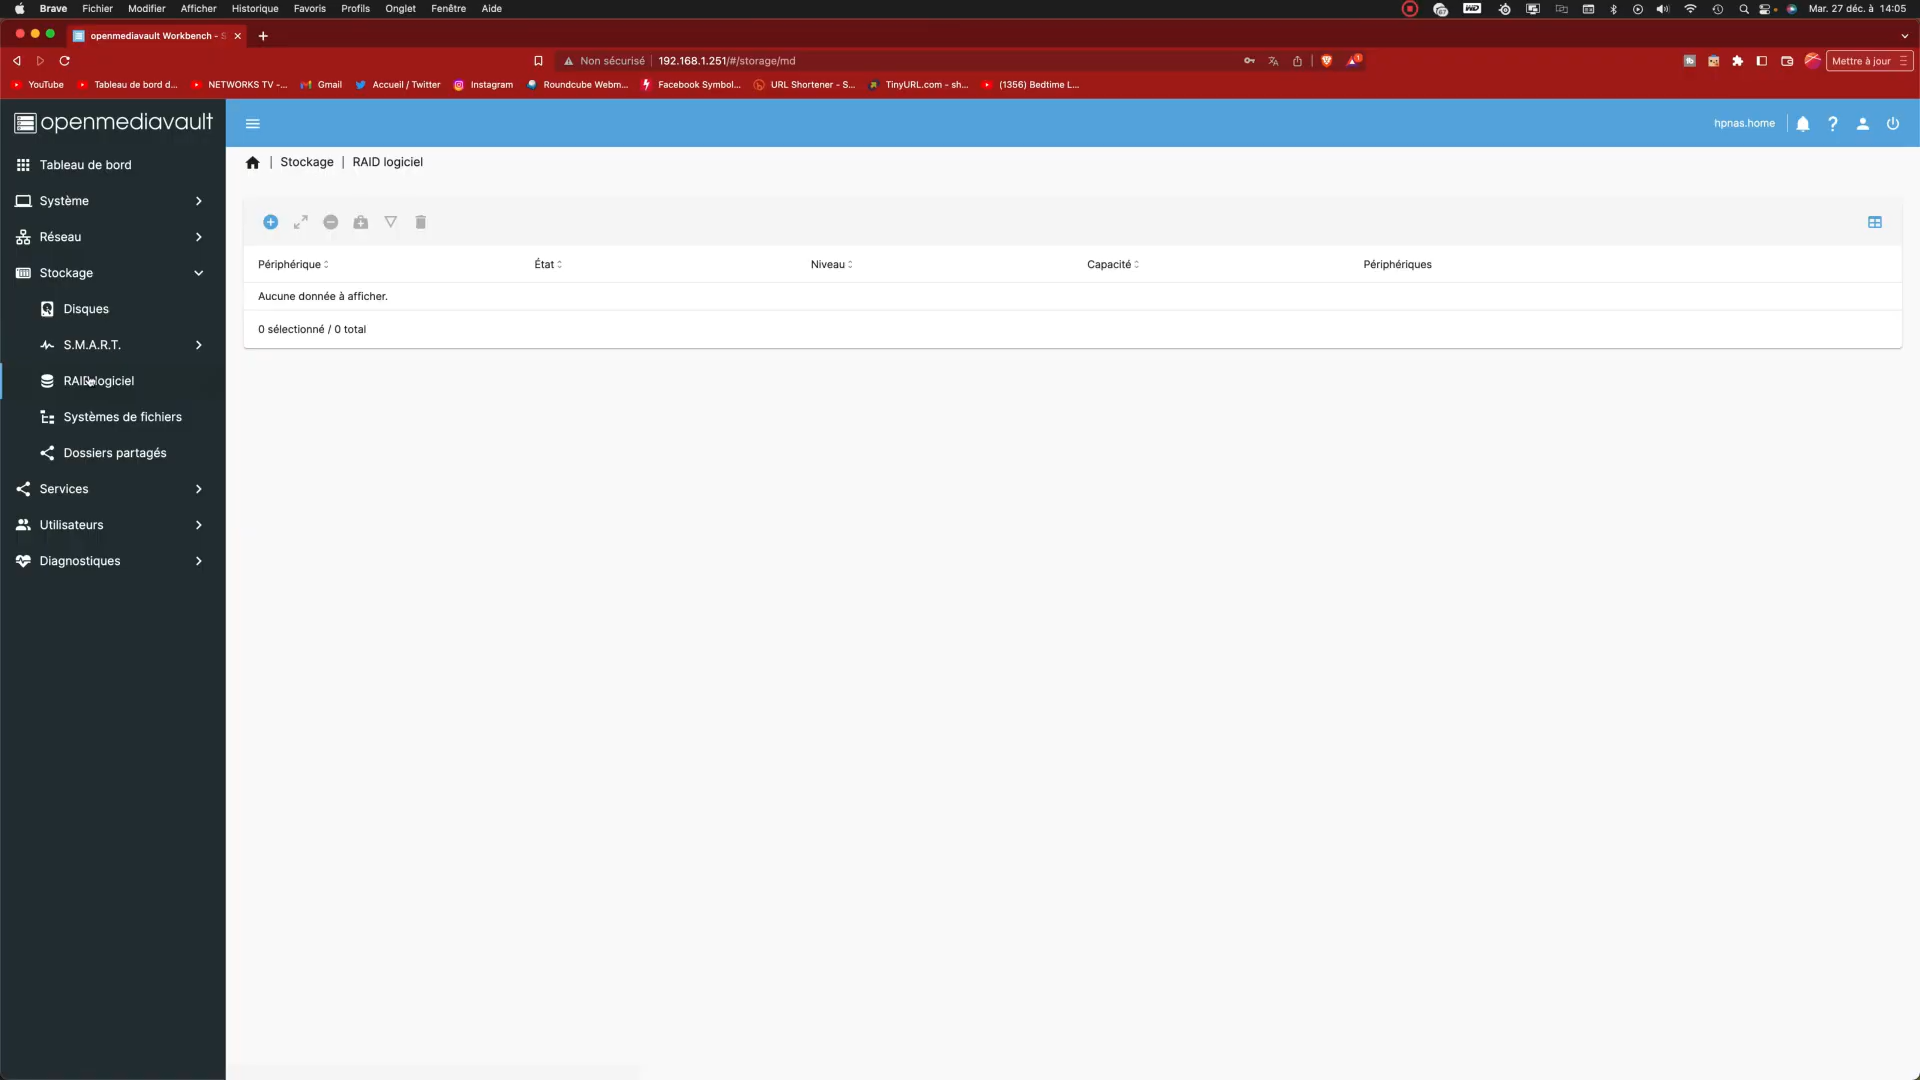 Brave Fichier Modifier Afficher Historique Favoris Profils Onglet Fenêtre Aide Mar. 27 déc. à 14:05
openmediavault Workbench - S
Non sécurisé 192.168.1.251/#/storage/md Mettre à jour
YouTube Tableau de bord d... NETWORKS TV -... Gmail Accueil / Twitter Instagram Roundcube Webm... Facebook Symbol... URL Shortener - S... TinyURL.com - sh... (1356) Bedtime L...
openmediavault
hpnas.home
| Stockage | RAID logiciel
Tableau de bord
Système
Réseau
Stockage
Disques
S.M.A.R.T.
RAID logiciel
Systèmes de fichiers
Dossiers partagés
Services
Utilisateurs
Diagnostiques
Périphérique État Niveau Capacité Périphériques
Aucune donnée à afficher.
0 sélectionné / 0 total